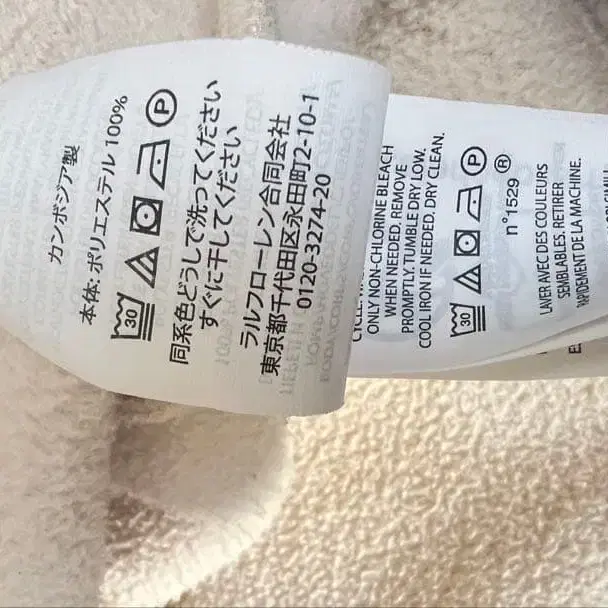 カンボジア製
本体: ポリエステル 100%
30 P
同系色どうしで洗ってください
すぐに干してください
ラルフローレン合同会社
東京都千代田区永田町2-10-1
0120-3274-20
ONLY NON-CHLORINE BLEACH
WHEN NEEDED, REMOVE
PROMPTLY. TUMBLE DRY LOW.
COOL IRON IF NEEDED. DRY CLEAN.
30 P
®
n°1529
LAVER AVEC DES COULEURS
SEMBLABLES. RETIRER
RAPIDEMENT DE LA MACHINE.